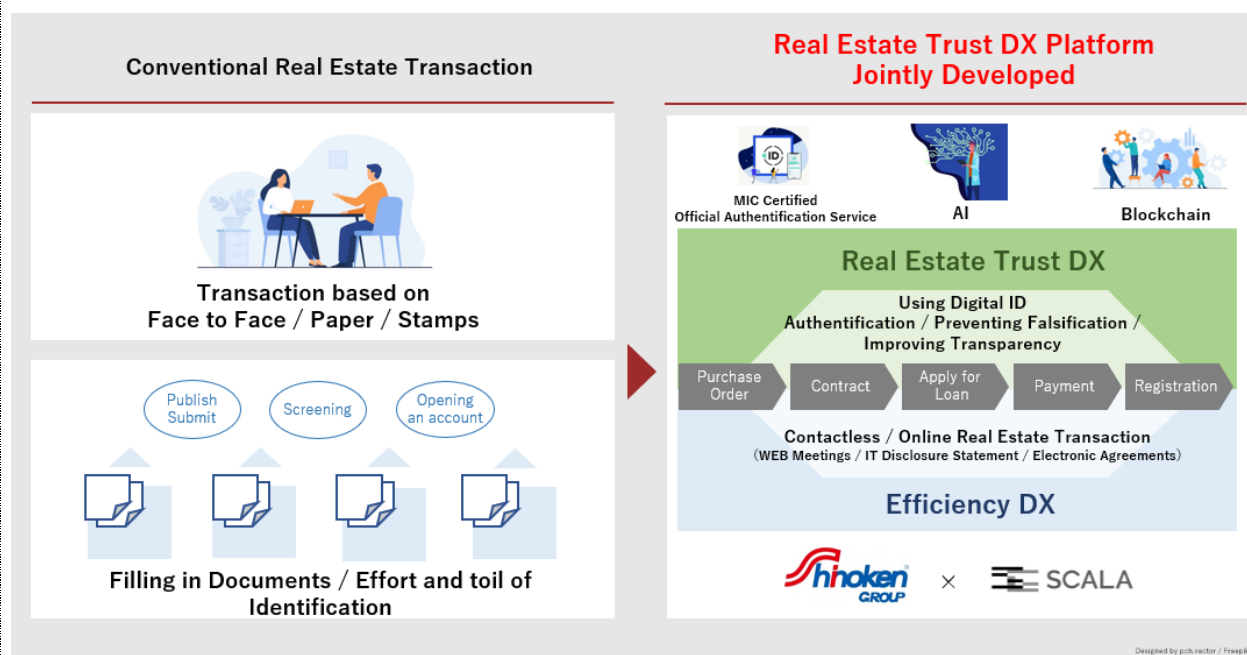 Conventional Real Estate Transaction
Transaction based on
Face to Face / Paper / Stamps
Publish
Submit
Screening
Opening
an account
Filling in Documents / Effort and toil of
Identification
Real Estate Trust DX Platform
Jointly Developed
ID
MIC Certified
Official Authentification Service
AI
Blockchain
Real Estate Trust DX
Using Digital ID
Authentification / Preventing Falsification /
Improving Transparency
Purchase
Order
Contract
Apply for
Loan
Payment
Registration
Contactless / Online Real Estate Transaction
(WEB Meetings / IT Disclosure Statement / Electronic Agreements)
Efficiency DX
Shinoken
GROUP
×
SCALA
Designed by pch.vector / Freepik